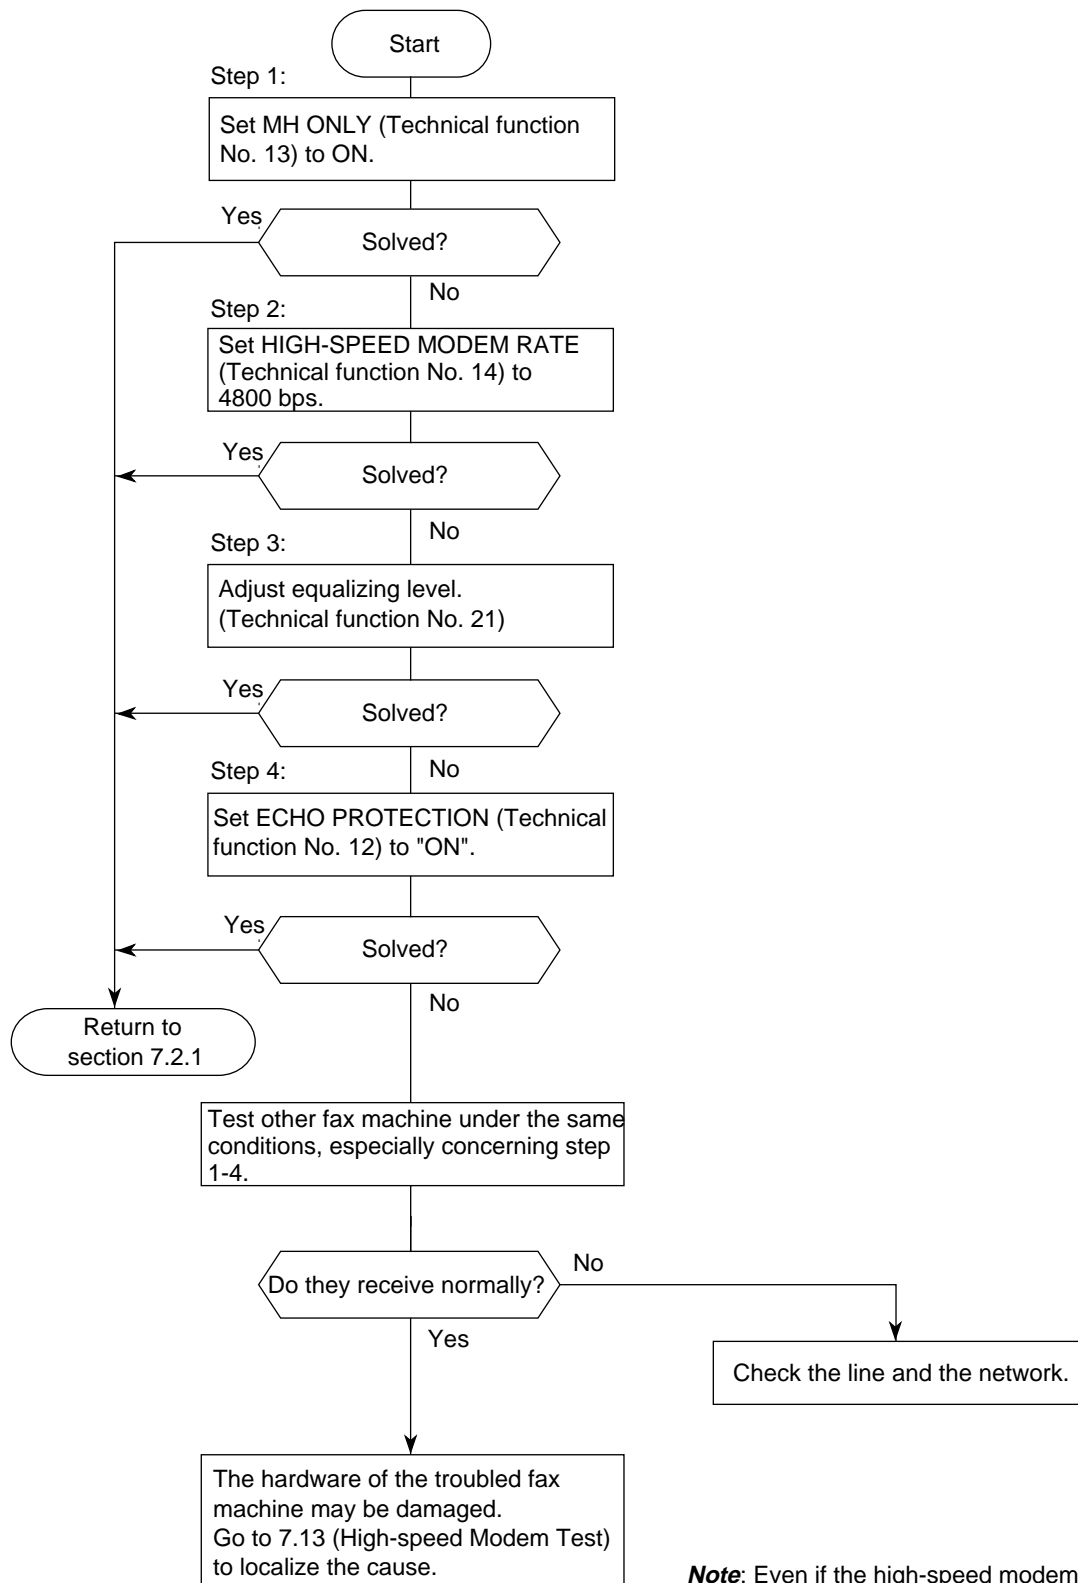 Start
Step 1:
Set MH ONLY (Technical function
No. 13) to ON.
Yes
Solved?
No
Step 2:
Set HIGH-SPEED MODEM RATE
(Technical function No. 14) to
4800 bps.
Yes
Solved?
No
Step 3:
Adjust equalizing level.
(Technical function No. 21)
Yes
Solved?
No
Step 4:
Set ECHO PROTECTION (Technical
function No. 12) to "ON".
Yes
Solved?
No
Return to
section 7.2.1
Test other fax machine under the same
conditions, especially concerning step
1-4.
Do they receive normally?
No
Yes
Check the line and the network.
The hardware of the troubled fax
machine may be damaged.
Go to 7.13 (High-speed Modem Test)
to localize the cause.
Note: Even if the high-speed modem